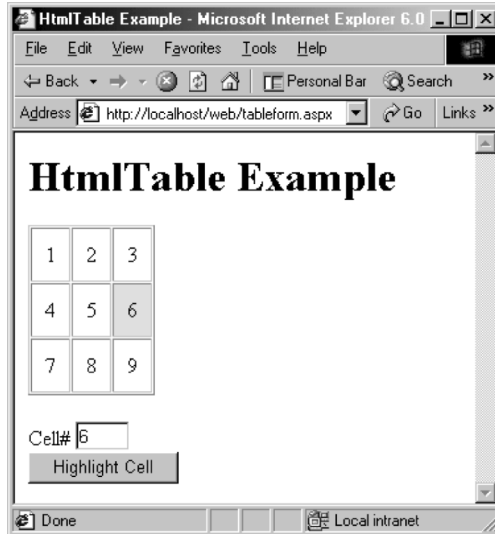 HtmlTable Example - Microsoft Internet Explorer 6.0
File Edit View Favorites Tools Help
Back Personal Bar Search »
Address http://localhost/web/tableform.aspx Go Links »
HtmlTable Example
1 2 3
4 5 6
7 8 9
Cell# 6
Highlight Cell
Done Local intranet